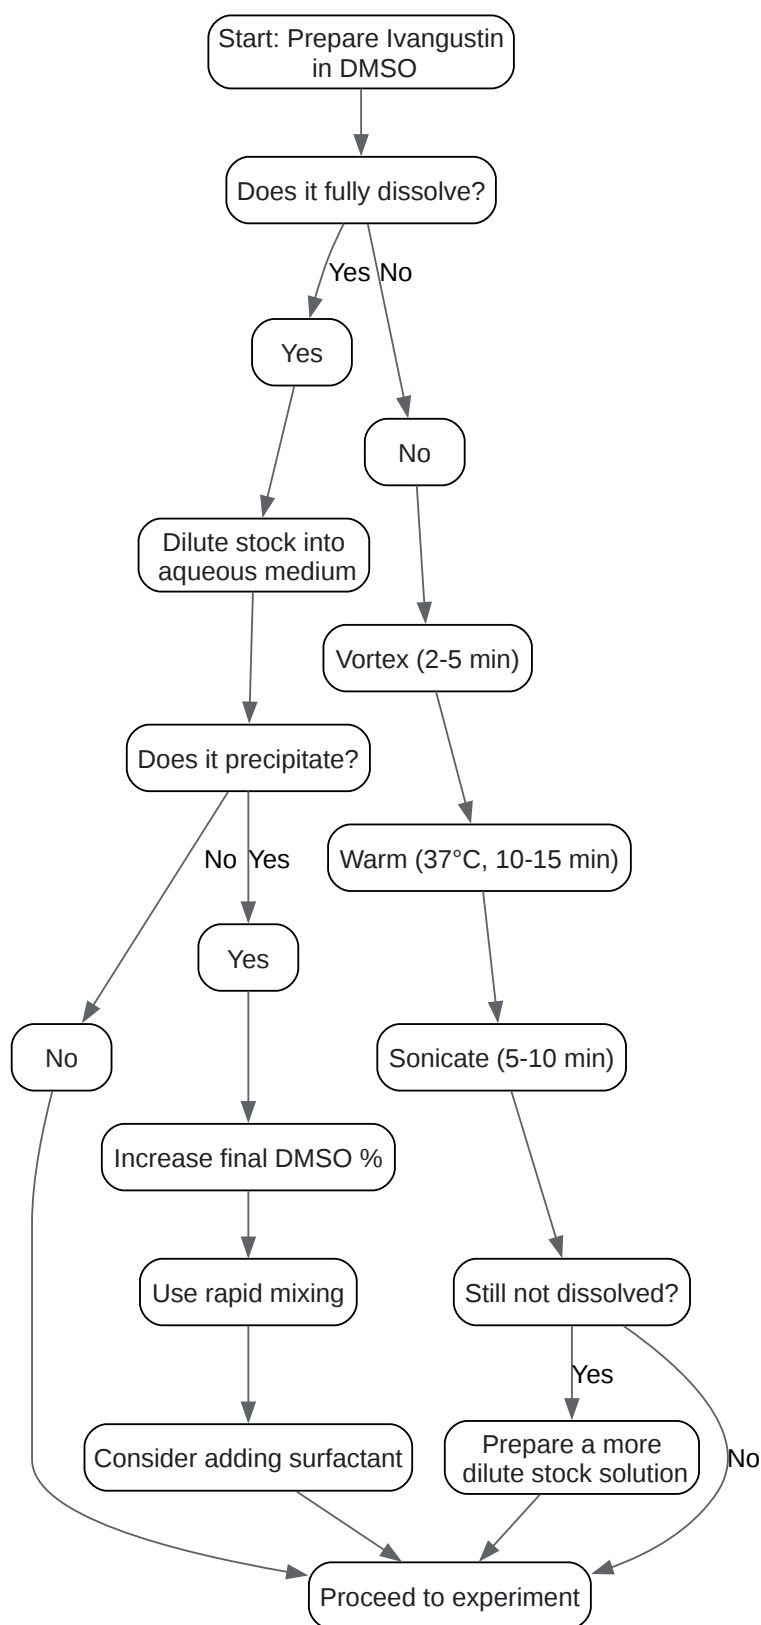 Start: Prepare Ivangustin
in DMSO
Does it fully dissolve?
Yes
No
Yes
No
Dilute stock into
aqueous medium
Vortex (2-5 min)
Does it precipitate?
No
Yes
Warm (37°C, 10-15 min)
Yes
No
Sonicate (5-10 min)
Increase final DMSO %
Use rapid mixing
Still not dissolved?
Yes
Consider adding surfactant
Prepare a more
dilute stock solution
No
Proceed to experiment